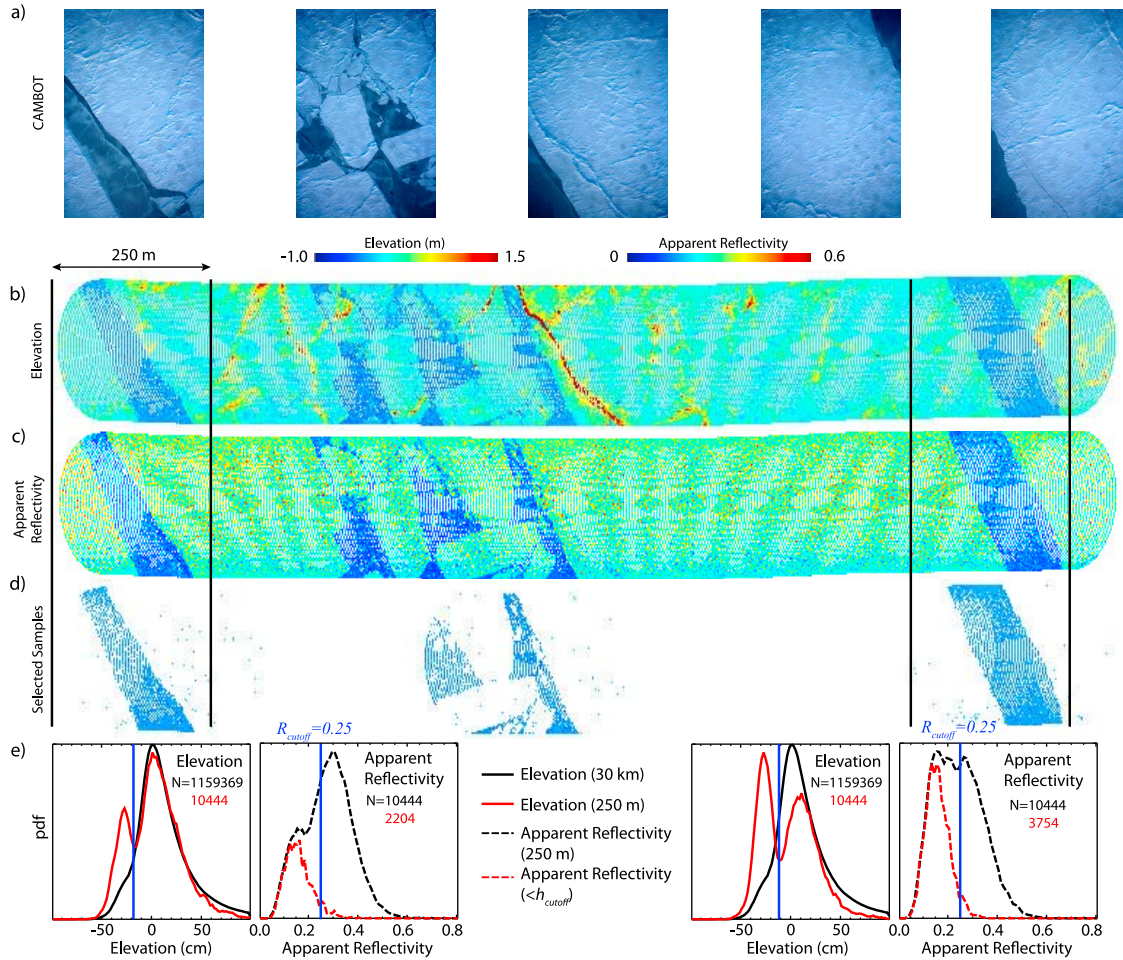 a)
CAMBOT
Elevation (m)
-1.0
1.5
Apparent Reflectivity
0
0.6
250 m
b)
Elevation
c)
Apparent
Reflectivity
d)
Selected Samples
R_cutoff=0.25
R_cutoff=0.25
e)
pdf
Elevation
N=1159369
10444
-50
0
50
Elevation (cm)
Apparent
Reflectivity
N=10444
2204
0.0
0.2
0.4
0.6
0.8
Apparent Reflectivity
Elevation (30 km)
Elevation (250 m)
Apparent Reflectivity
(250 m)
Apparent Reflectivity
(<h_cutoff)
Elevation
N=1159369
10444
-50
0
50
Elevation (cm)
Apparent
Reflectivity
N=10444
3754
0.0
0.2
0.4
0.6
0.8
Apparent Reflectivity